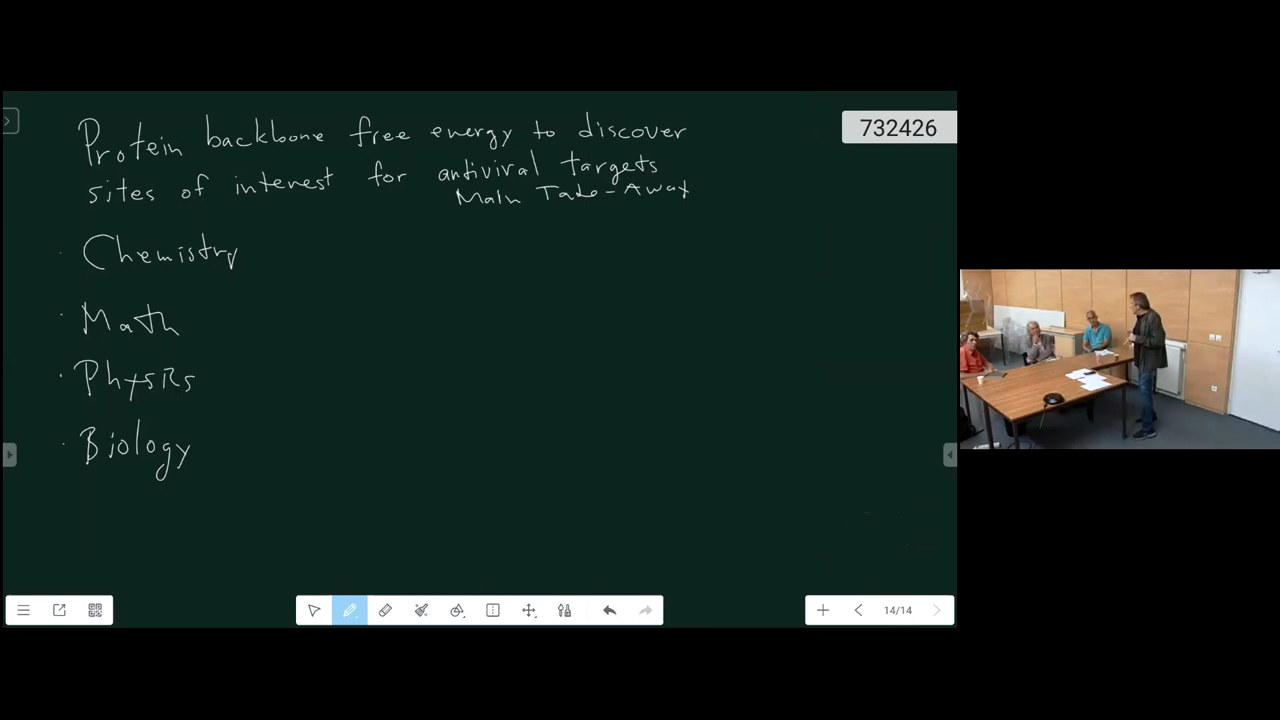 Protein backbone free energy to discover
732426
sites of interest for antiviral targets
Main Take-Away
· Chemistry
· Math
· Physics
· Biology
14/14